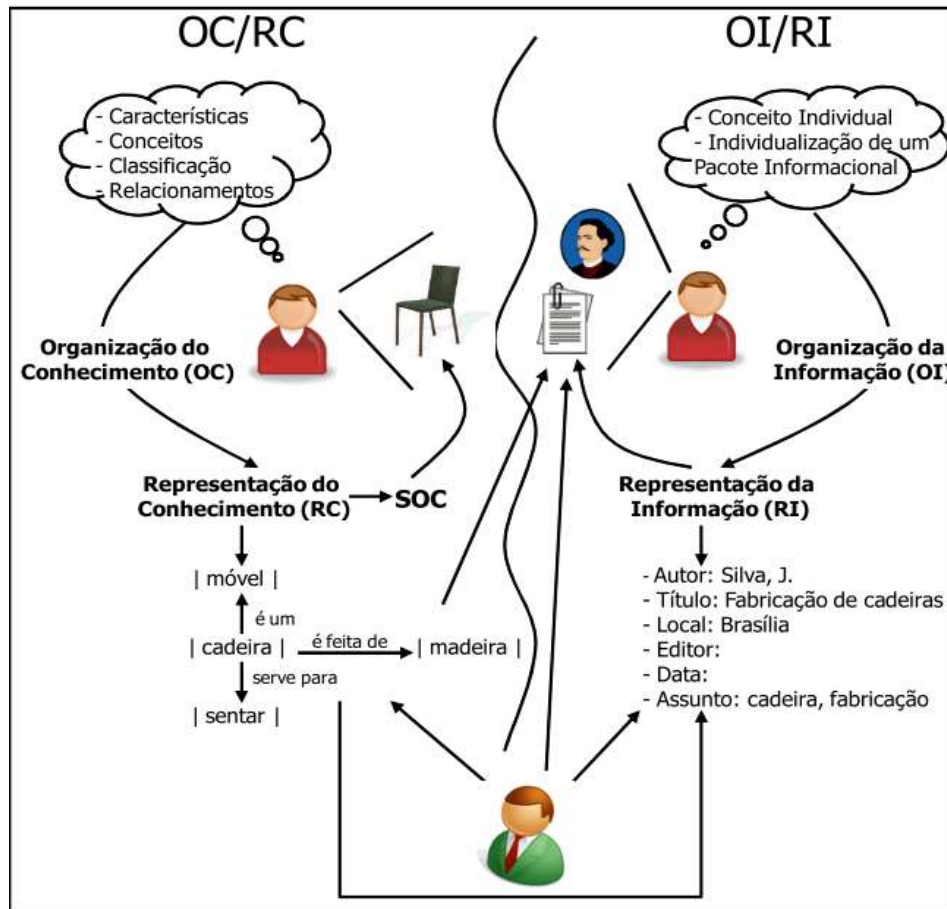 OC/RC
- Características
- Conceitos
- Classificação
- Relacionamentos
Organização do
Conhecimento (OC)
Representação do
Conhecimento (RC)
SOC
| móvel |
é um
| cadeira |
é feita de
| madeira |
serve para
| sentar |
OI/RI
- Conceito Individual
- Individualização de um
Pacote Informacional
Organização da
Informação (OI)
Representação da
Informação (RI)
- Autor: Silva, J.
- Título: Fabricação de cadeiras
- Local: Brasília
- Editor:
- Data:
- Assunto: cadeira, fabricação